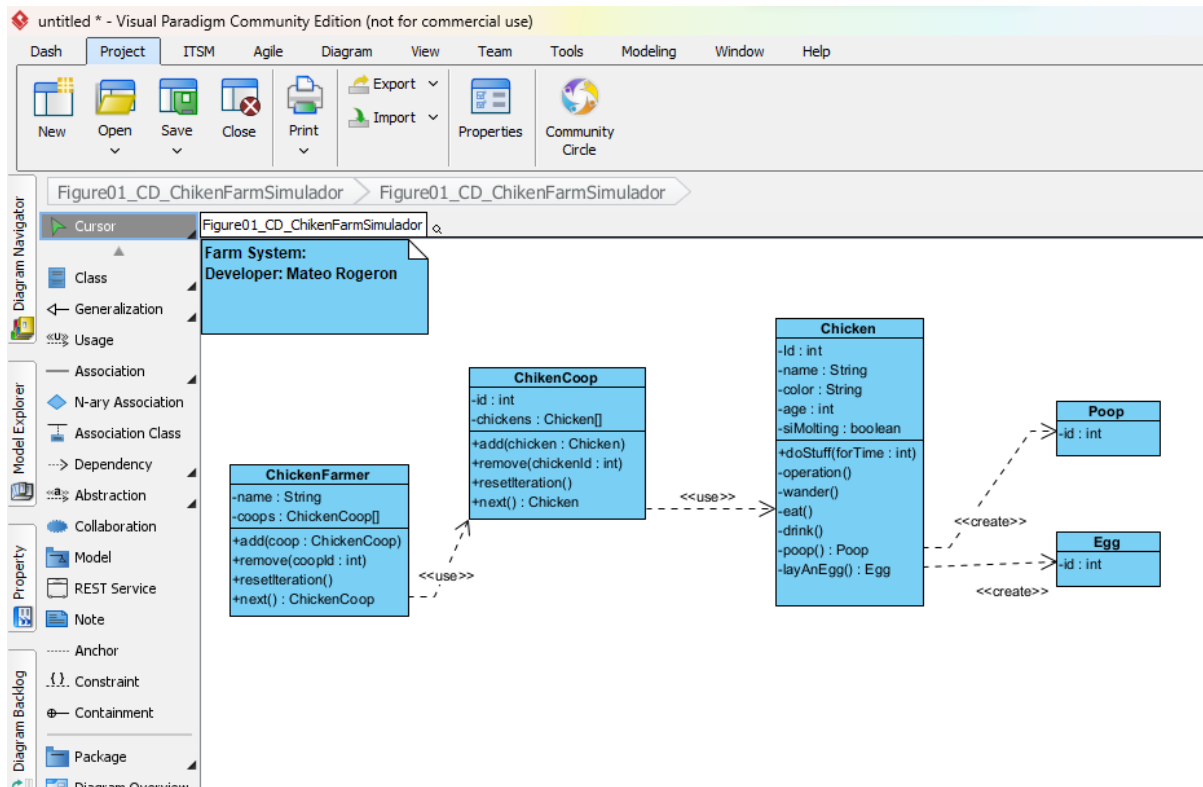 untitled * - Visual Paradigm Community Edition (not for commercial use)
Dash Project ITSM Agile Diagram View Team Tools Modeling Window Help
New
Open
Save
Close
Print
Export
Import
Properties
Community
Circle
Figure01_CD_ChikenFarmSimulador
Figure01_CD_ChikenFarmSimulador
Diagram Navigator
Model Explorer
Property
Diagram Backlog
Cursor
Class
Generalization
<<U>> Usage
Association
N-ary Association
Association Class
Dependency
<<a>> Abstraction
Collaboration
Model
REST Service
Note
Anchor
{} Constraint
Containment
Package
Diagram Overview
Figure01_CD_ChikenFarmSimulador
Farm System:
Developer: Mateo Rogeron
ChickenFarmer
-name : String
-coops : ChickenCoop[]
+add(coop : ChickenCoop)
+remove(coopId : int)
+resetIteration()
+next() : ChickenCoop
<<use>>
ChikenCoop
-id : int
-chickens : Chicken[]
+add(chicken : Chicken)
+remove(chickenId : int)
+resetIteration()
+next() : Chicken
<<use>>
Chicken
-Id : int
-name : String
-color : String
-age : int
-siMolting : boolean
+doStuff(forTime : int)
-operation()
-wander()
-eat()
-drink()
-poop() : Poop
-layAnEgg() : Egg
<<create>>
<<create>>
Poop
-id : int
Egg
-id : int